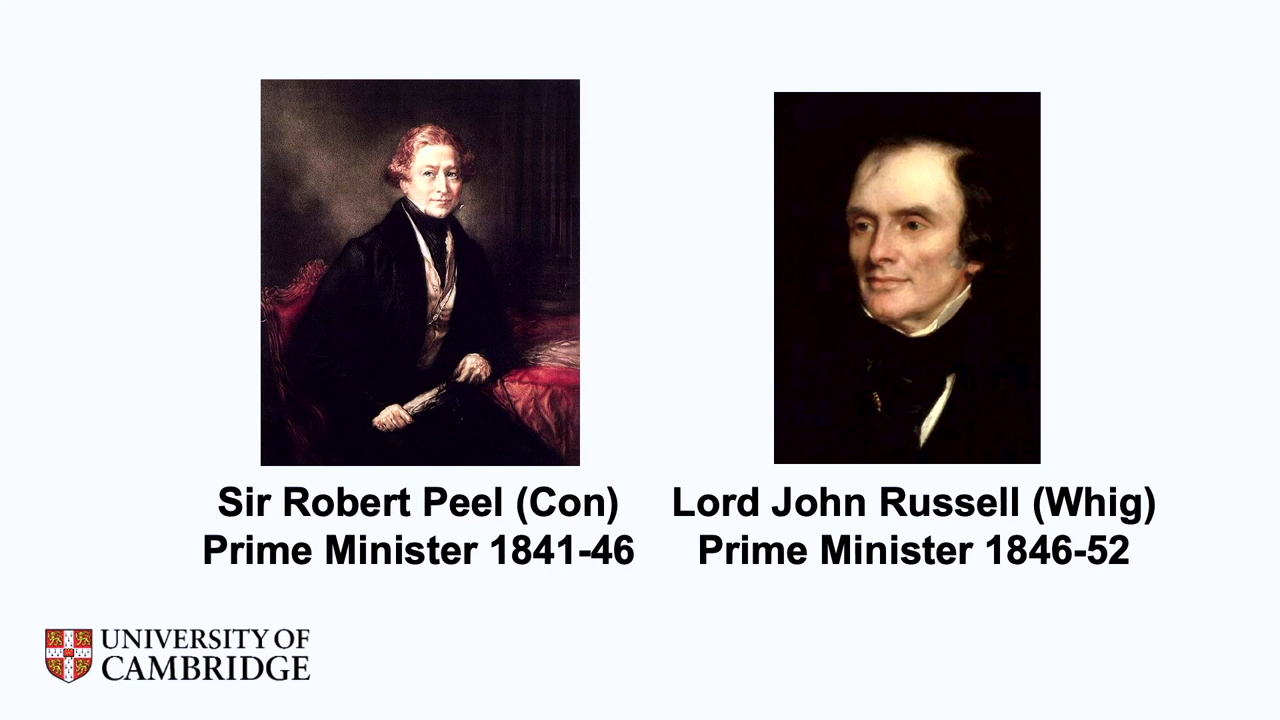 Sir Robert Peel (Con)
Prime Minister 1841-46
Lord John Russell (Whig)
Prime Minister 1846-52
UNIVERSITY OF
CAMBRIDGE